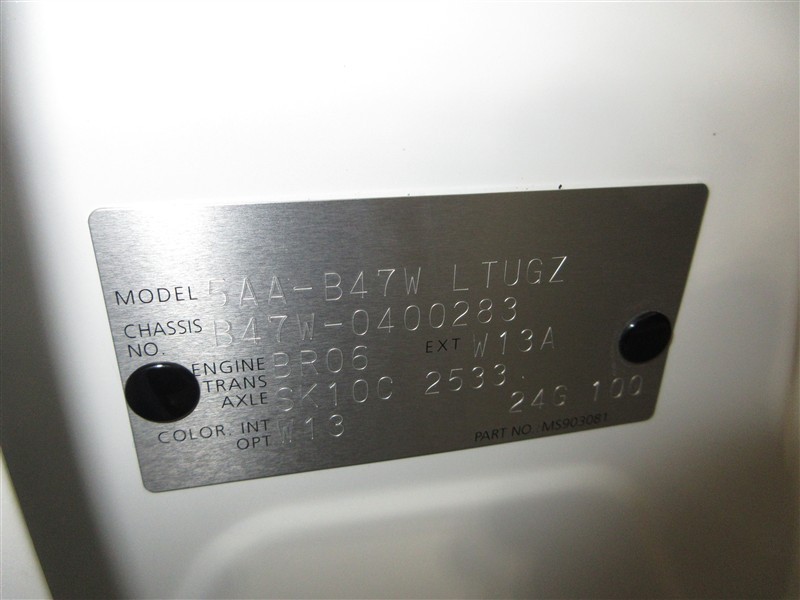 MODEL 5AA-B47W LTUGZ
CHASSIS NO. B47W-0400283
ENGINE BR06 EXT W13A
TRANS AXLE SK10C 2533
24G 100
COLOR, INT OPT W13
PART NO. MS903081